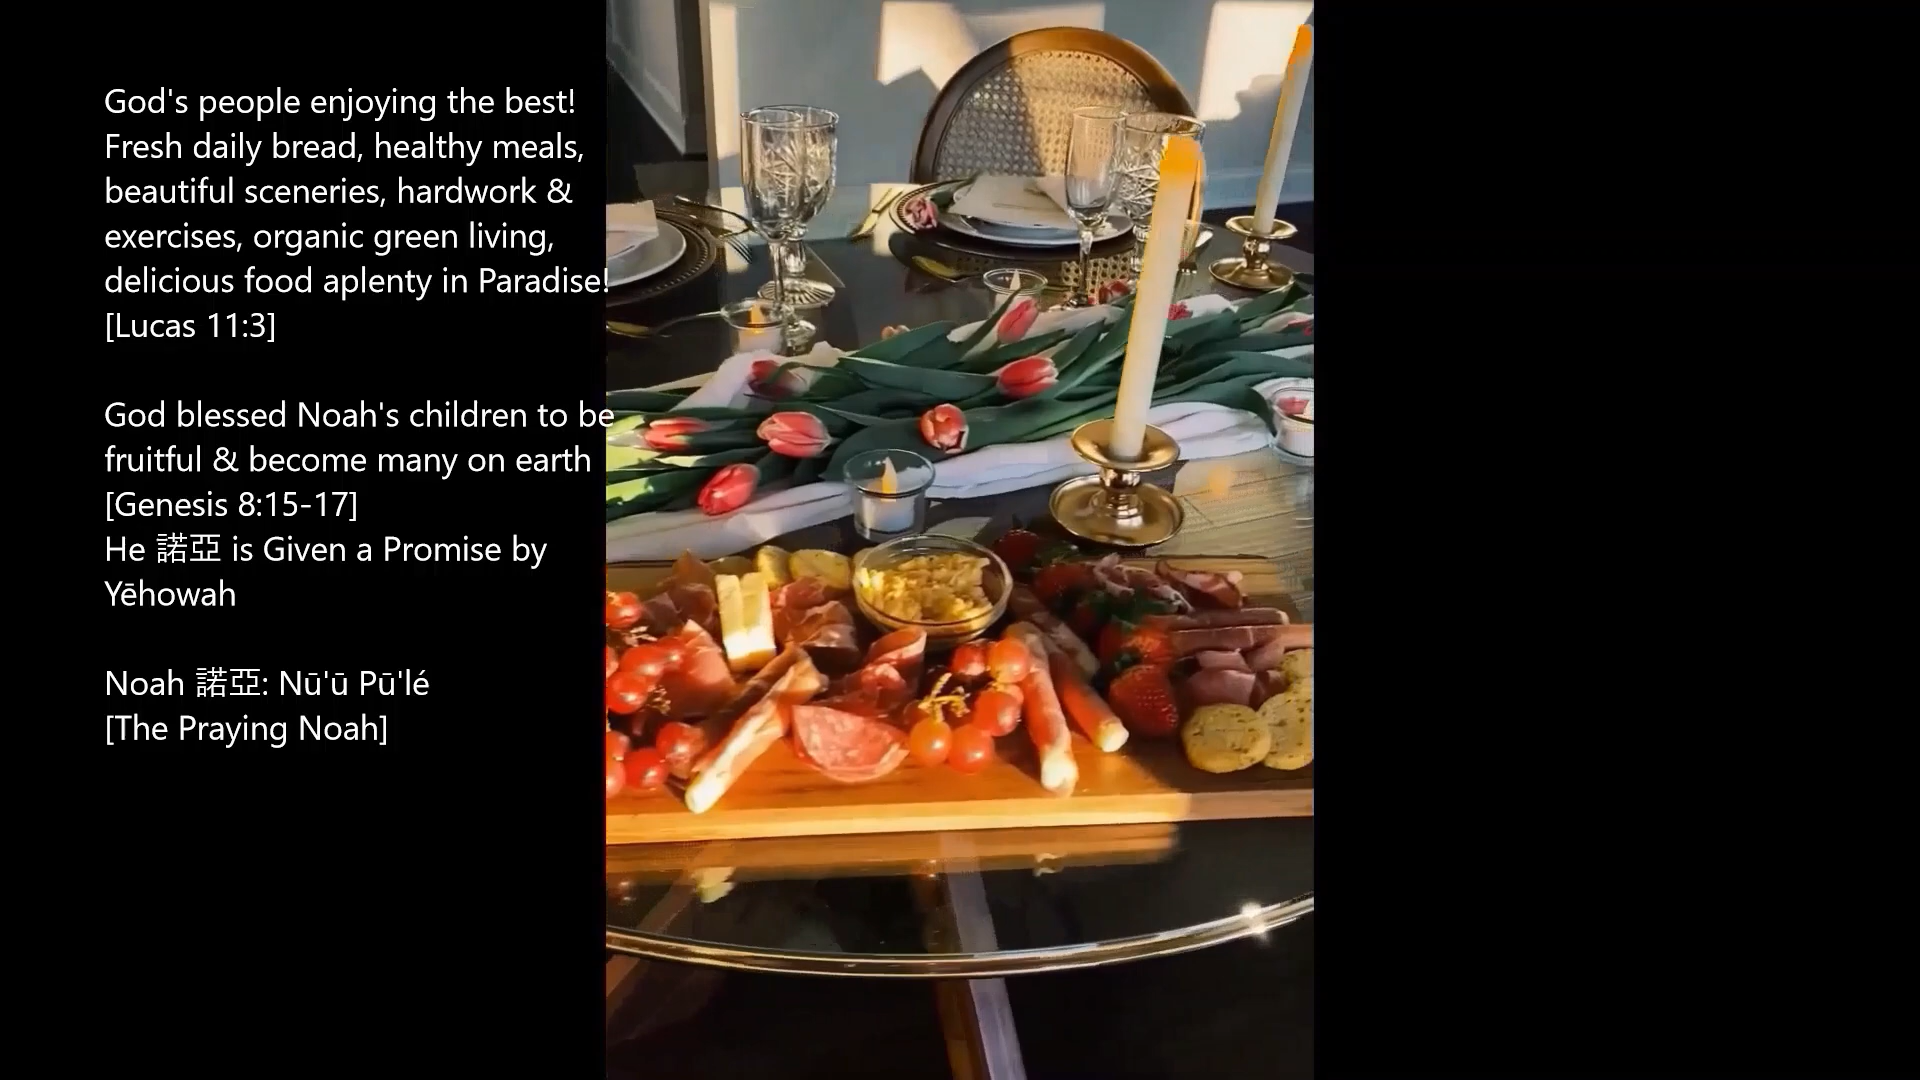 God's people enjoying the best!
Fresh daily bread, healthy meals,
beautiful sceneries, hardwork &
exercises, organic green living,
delicious food aplenty in Paradise!
[Lucas 11:3]
God blessed Noah's children to be
fruitful & become many on earth
[Genesis 8:15-17]
He 諾亞 is Given a Promise by
Yēhowah
Noah 諾亞: Nū'ū Pū'lé
[The Praying Noah]